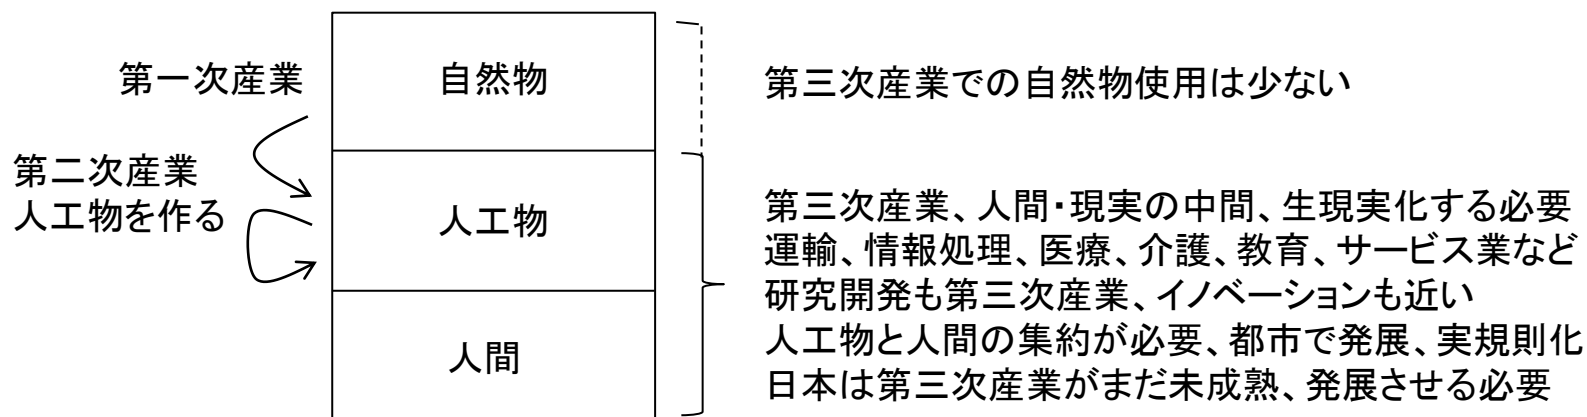 第一次産業
自然物
第三次産業での自然物使用は少ない
第二次産業
人工物を作る
人工物
第三次産業、人間・現実の中間、生現実化する必要
運輸、情報処理、医療、介護、教育、サービス業など
研究開発も第三次産業、イノベーションも近い
人工物と人間の集約が必要、都市で発展、実規則化
日本は第三次産業がまだ未成熟、発展させる必要
人間